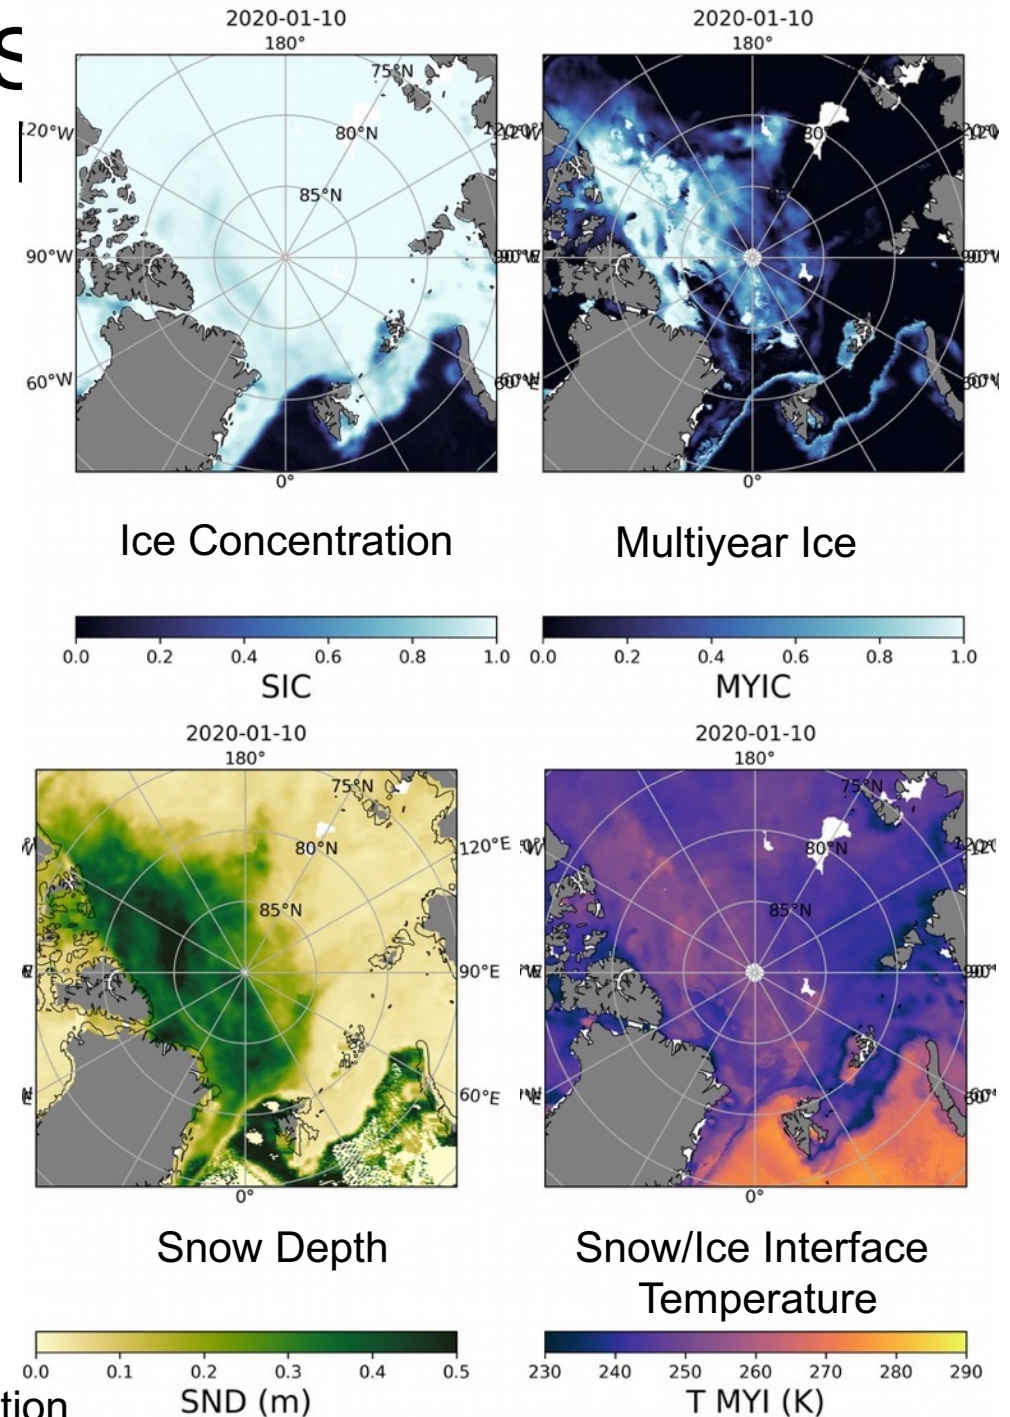 S
2020-01-10
180°
75°N
120°W
80°N
85°N
90°W
60°W
0°
2020-01-10
180°
80°
0°
Ice Concentration
Multiyear Ice
0.0 0.2 0.4 0.6 0.8 1.0
SIC
0.0 0.2 0.4 0.6 0.8 1.0
MYIC
2020-01-10
180°
75°N
120°E
80°N
85°N
90°E
60°E
0°
2020-01-10
180°
75°N
80°N
85°N
0°
Snow Depth
Snow/Ice Interface
Temperature
0.0 0.1 0.2 0.3 0.4 0.5
SND (m)
230 240 250 260 270 280 290
T MYI (K)
tion